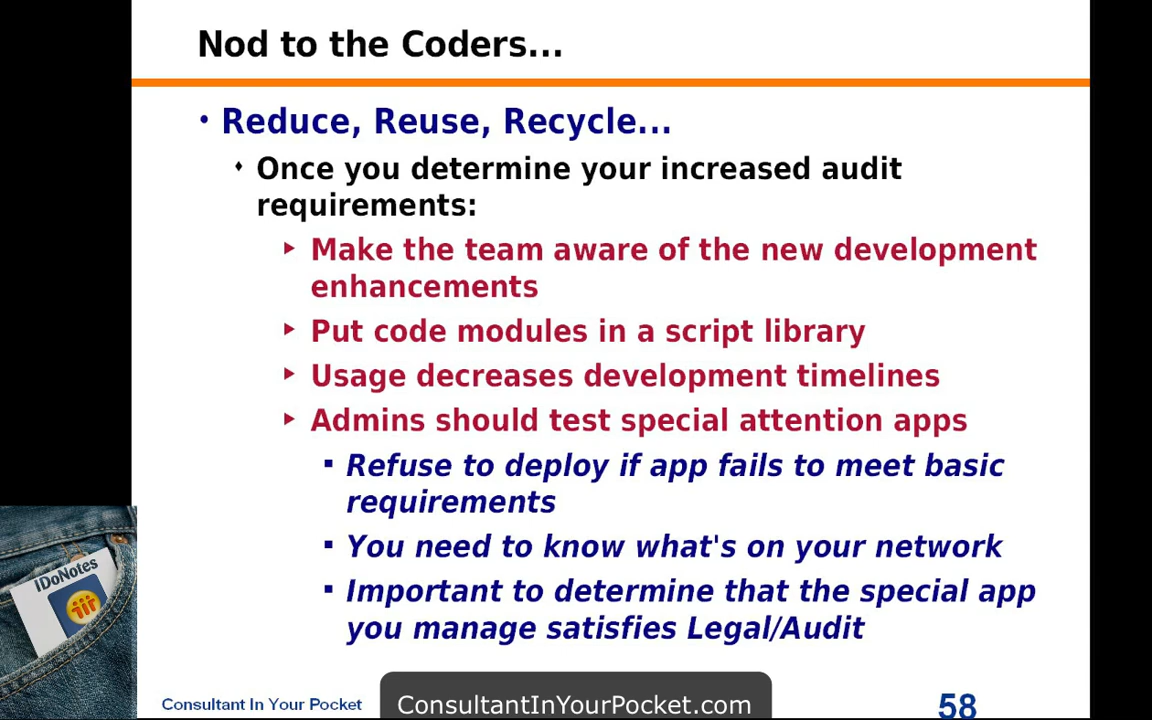 Nod to the Coders...
• Reduce, Reuse, Recycle...
Once you determine your increased audit
requirements:
Make the team aware of the new development
enhancements
Put code modules in a script library
Usage decreases development timelines
Admins should test special attention apps
Refuse to deploy if app fails to meet basic
requirements
You need to know what's on your network
Important to determine that the special app
you manage satisfies Legal/Audit
IDoNotes
Consultant In Your Pocket
ConsultantInYourPocket.com
58